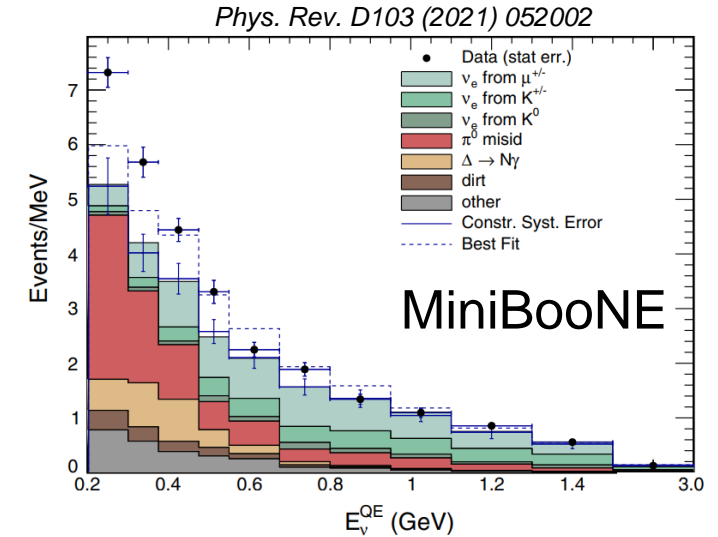 Phys. Rev. D103 (2021) 052002
Data (stat err.)
νe from μ+/-
νe from K+/-
νe from K0
π0 misid
Δ → Nγ
dirt
other
Constr. Syst. Error
Best Fit
MiniBooNE
Events/MeV
7
6
5
4
3
2
1
0
0.2 0.4 0.6 0.8 1.0 1.2 1.4 3.0
EνQE (GeV)